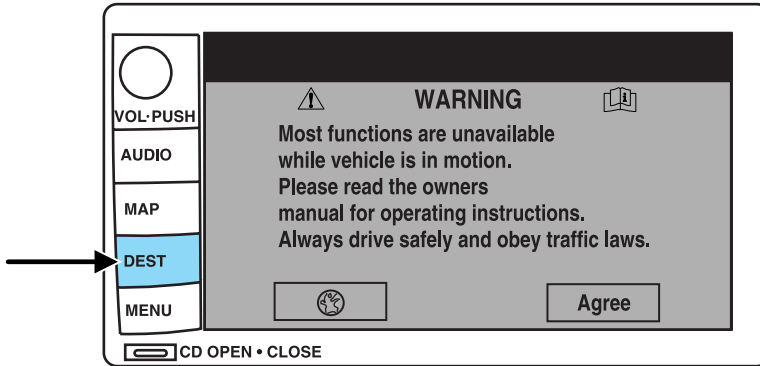 VOL·PUSH
AUDIO
MAP
DEST
MENU
WARNING
Most functions are unavailable
while vehicle is in motion.
Please read the owners
manual for operating instructions.
Always drive safely and obey traffic laws.
Agree
CD OPEN • CLOSE